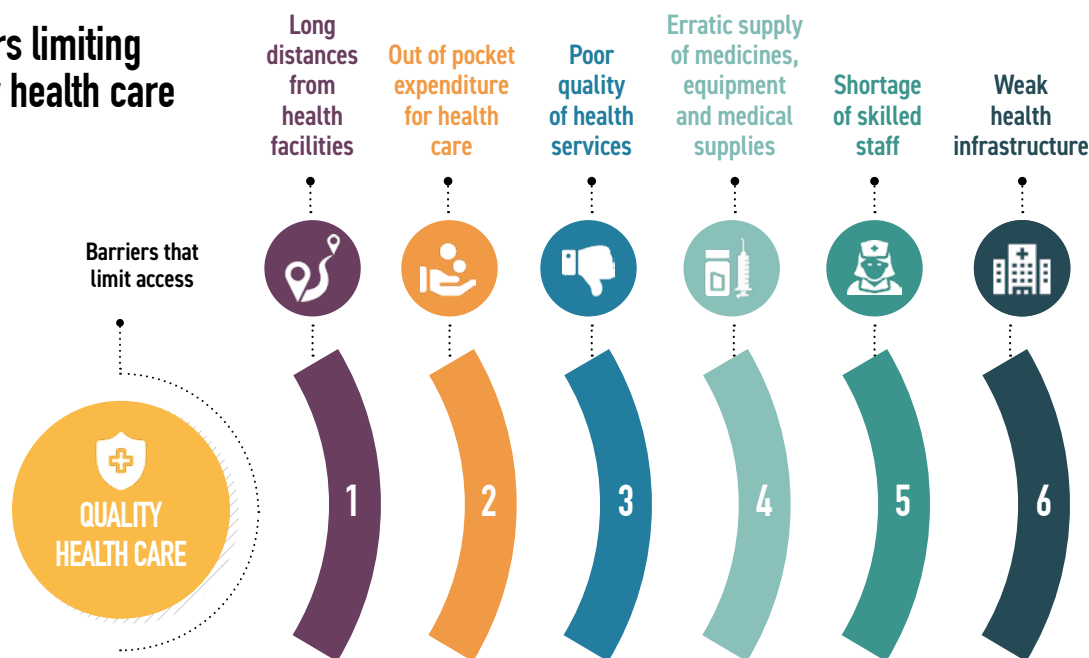 limiting
health care
Long
distances
from
health
facilities
Out of pocket
expenditure
for health
care
Poor
quality
of health
services
Erratic supply
of medicines,
equipment
and medical
supplies
Shortage
of skilled
staff
Weak
health
infrastructure
Barriers that
limit access
QUALITY
HEALTH CARE
1
2
3
4
5
6